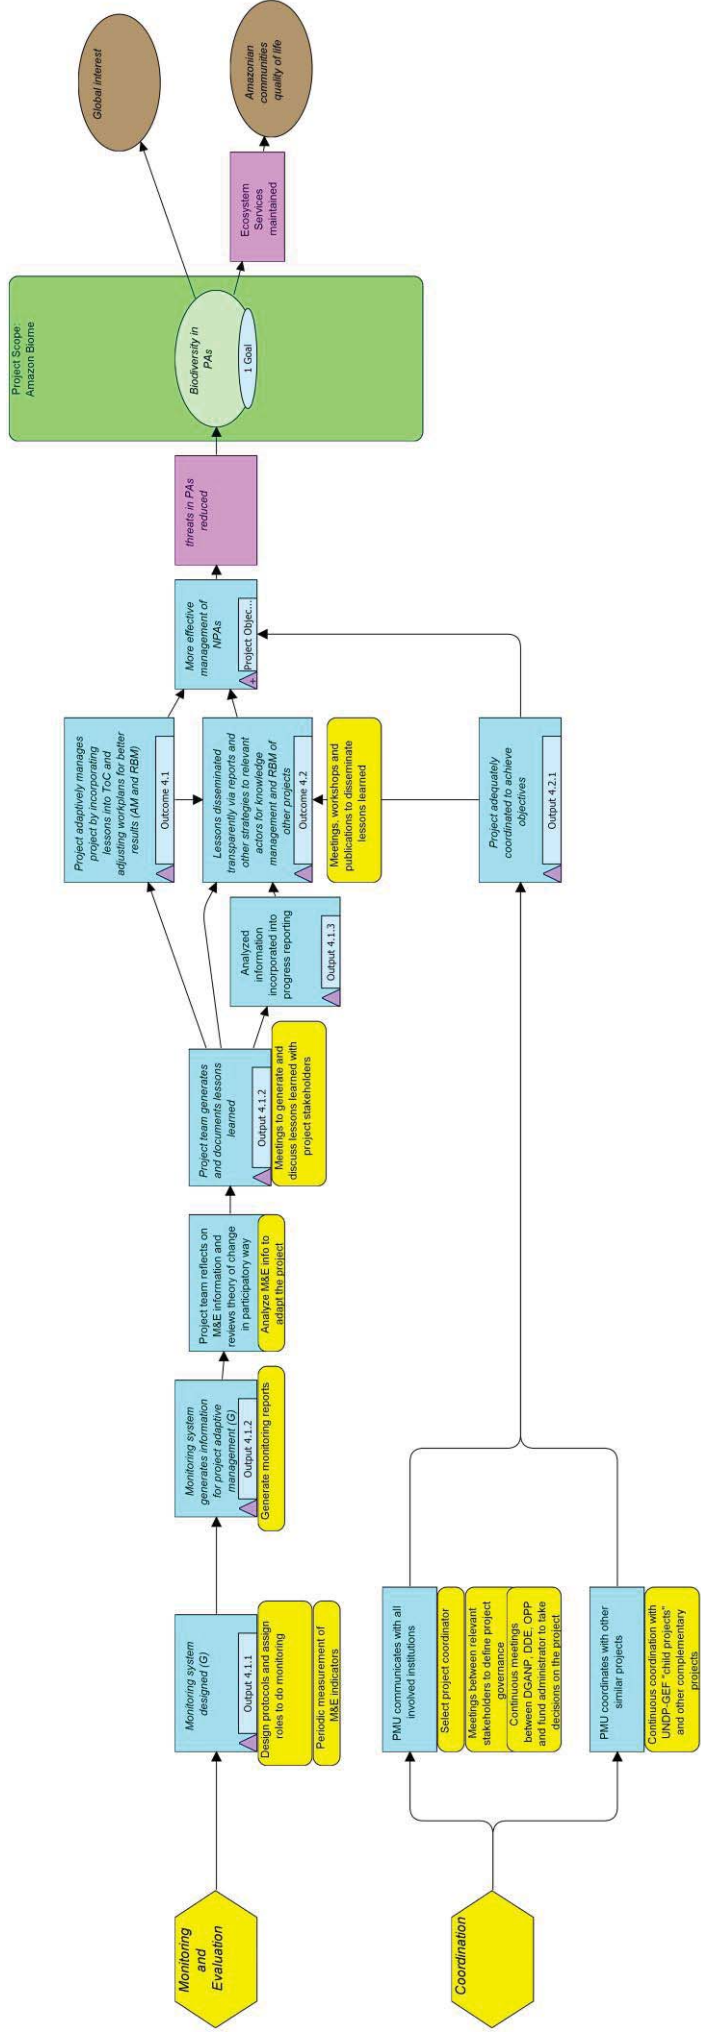 Monitoring
and
Evaluation
Monitoring system
designed (G)
Output 4.1.1
Design protocols and assign
roles to do monitoring
Periodic measurement of
M&E indicators
Monitoring system
generates information
for project adaptive
management (G)
Output 4.1.2
Generate monitoring reports
Project team reflects on
M&E information and
reviews theory of change
in participatory way
Analyze M&E info to
adapt the project
Project team generates
and documents lessons
learned
Output 4.1.2
Meetings to generate and
discuss lessons learned with
project stakeholders
Analyzed
information
incorporated into
progress reporting
Output 4.1.3
Project adaptively manages
project by incorporating
lessons into ToC and
adjusting workplans for better
results (AM and RBM)
Outcome 4.1
Lessons disseminated
transparently via reports and
other strategies to relevant
actors for knowledge
management and RBM of
other projects
Outcome 4.2
Meetings, workshops and
publications to disseminate
lessons learned
More effective
management of
NPAs
+
Project Objec...
threats in PAs
reduced
Project Scope:
Amazon Biome
Biodiversity in
PAs
1 Goal
Global interest
Ecosystem
Services
maintained
Amazonian
communities
quality of life
Coordination
PMU communicates with all
involved institutions
Select project coordinator
Meetings between relevant
stakeholders to define project
governance
Continuous meetings
between DGANP, DDE, OPP
and fund administrator to take
decisions on the project
PMU coordinates with other
similar projects
Continuous coordination with
UNDP-GEF "child projects"
and other complementary
projects
Project adequately
coordinated to achieve
objectives
Output 4.2.1